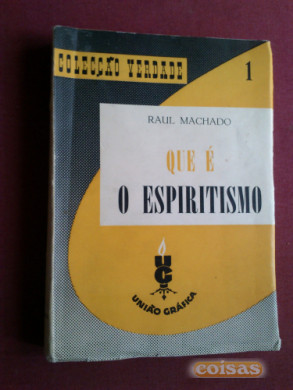 COLECÇÃO VERDADE
1
RAUL MACHADO
QUE É
O ESPIRITISMO
UG
UNIÃO GRÁFICA
coisas